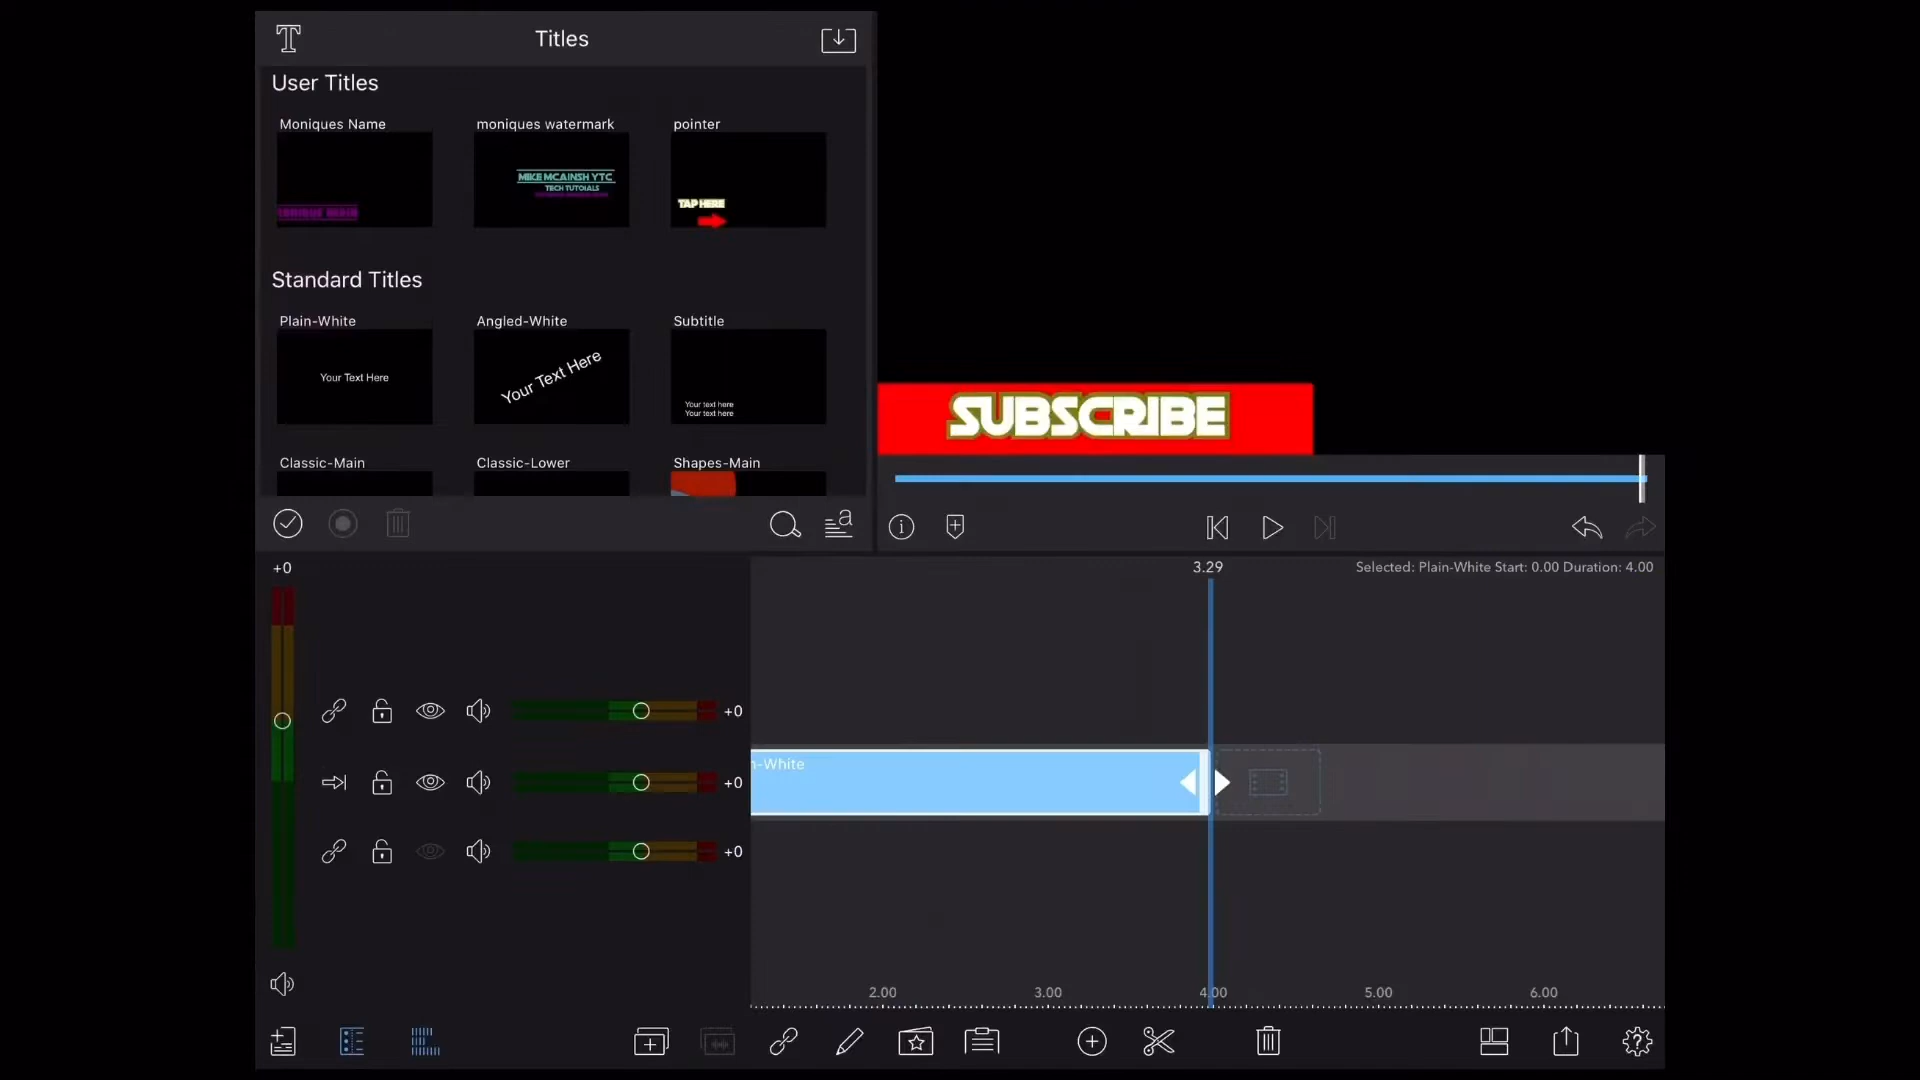 Titles
User Titles
Moniques Name
moniques watermark
pointer
MIKE MCAINSH YTC
TECH TUTOIALS
TAP HERE
Standard Titles
Plain-White
Angled-White
Subtitle
Your Text Here
Your Text Here
Your text here
Your text here
Classic-Main
Classic-Lower
Shapes-Main
SUBSCRIBE
+0
3.29
Selected: Plain-White Start: 0.00 Duration: 4.00
+0
n-White
+0
+0
2.00
3.00
4.00
5.00
6.00